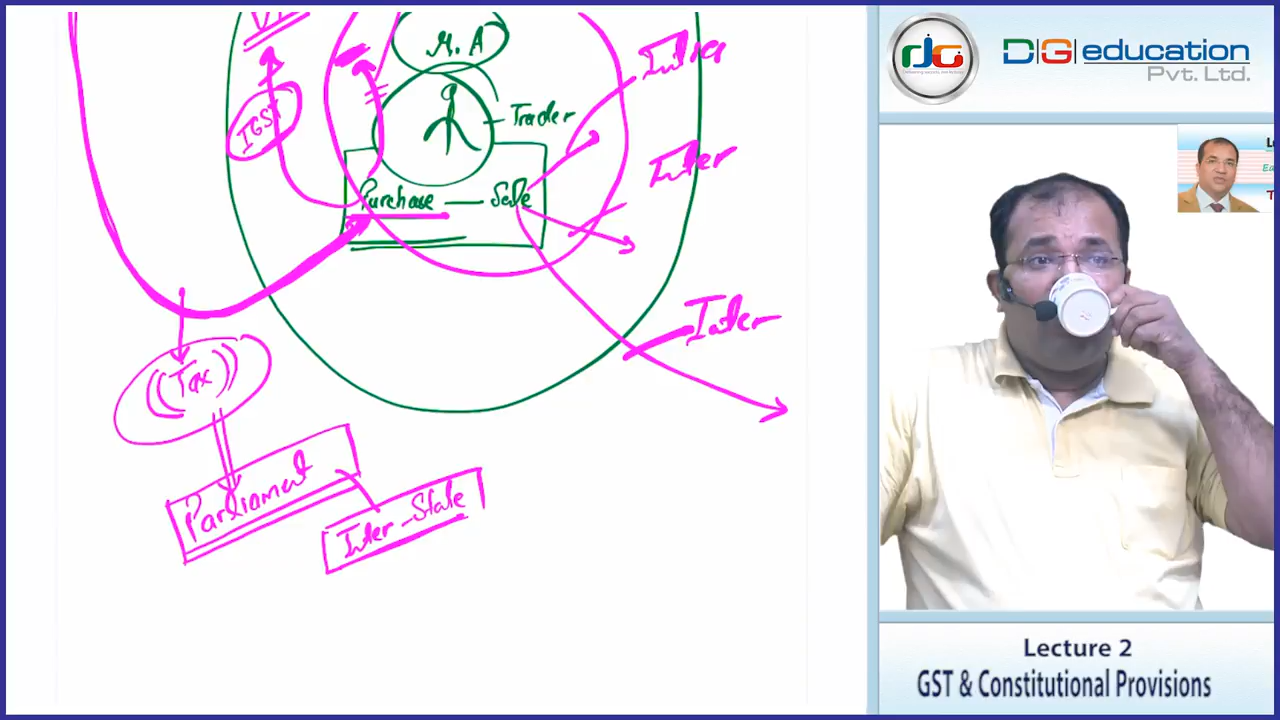 M.A
Intra
IGST
Trader
Inter
Purchase — Sale
Inter
((Tax))
Parliament
Inter-State
DG education
Pvt. Ltd.
Lecture 2
GST & Constitutional Provisions